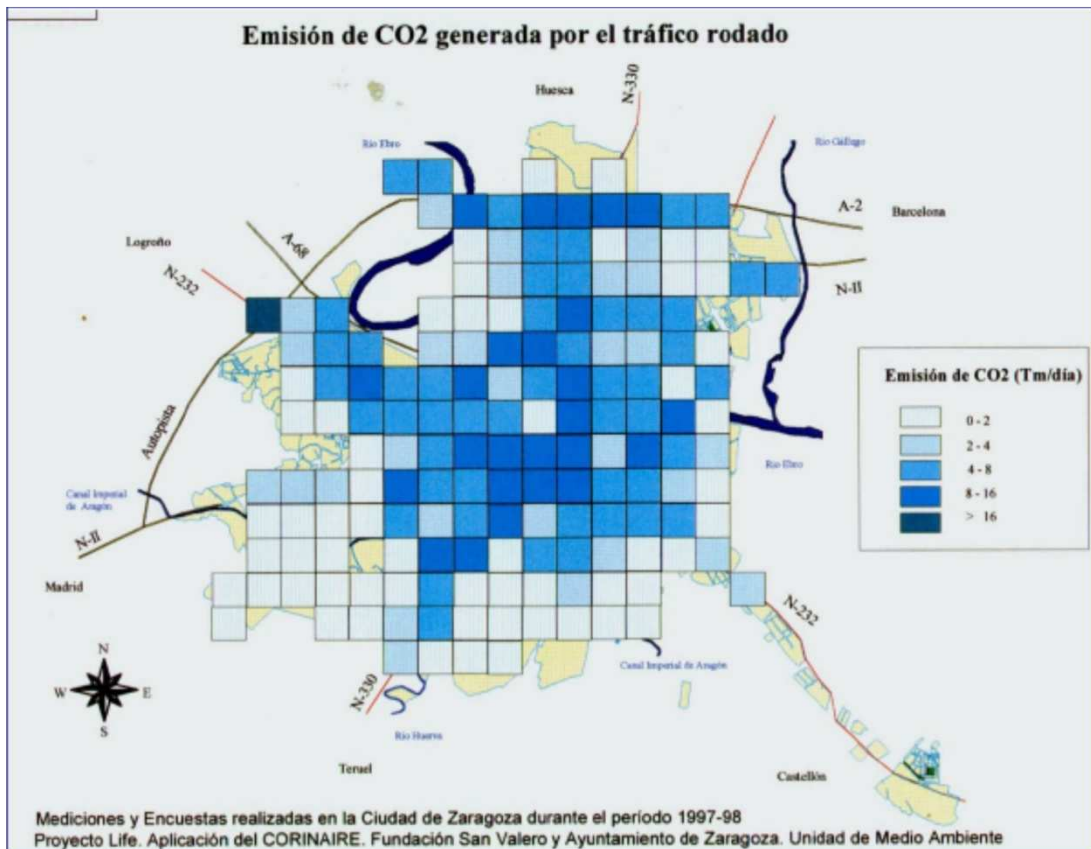 Emisión de CO2 generada por el tráfico rodado
Huesca
N-330
Río Ebro
Río Gállego
A-2
Barcelona
Logroño
A-68
N-232
N-II
Emisión de CO2 (Tm/día)
0 - 2
2 - 4
4 - 8
8 - 16
> 16
Autopista
Río Ebro
Canal Imperial
de Aragón
N-II
Madrid
N-232
N
W E
S
Canal Imperial de Aragón
N-330
Río Huerva
Teruel
Castellón
Mediciones y Encuestas realizadas en la Ciudad de Zaragoza durante el período 1997-98
Proyecto Life. Aplicación del CORINAIRE. Fundación San Valero y Ayuntamiento de Zaragoza. Unidad de Medio Ambiente